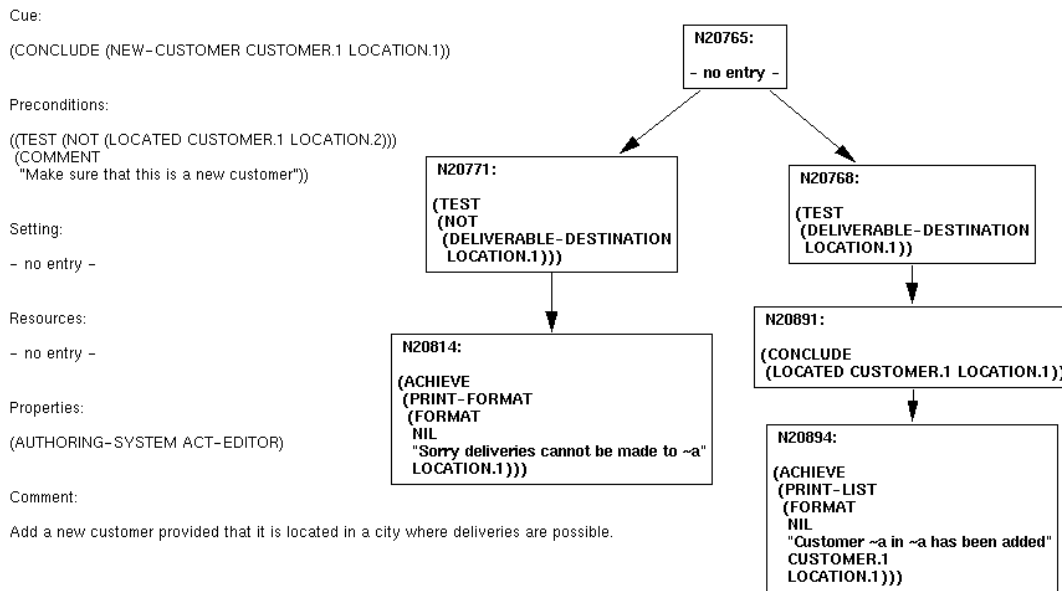 Cue:
(CONCLUDE (NEW-CUSTOMER CUSTOMER.1 LOCATION.1))
Preconditions:
((TEST (NOT (LOCATED CUSTOMER.1 LOCATION.2)))
(COMMENT
"Make sure that this is a new customer"))
Setting:
- no entry -
Resources:
- no entry -
Properties:
(AUTHORING-SYSTEM ACT-EDITOR)
Comment:
Add a new customer provided that it is located in a city where deliveries are possible.
N20765:
- no entry -
N20771:
(TEST
(NOT
(DELIVERABLE-DESTINATION
LOCATION.1)))
N20814:
(ACHIEVE
(PRINT-FORMAT
(FORMAT
NIL
"Sorry deliveries cannot be made to ~a"
LOCATION.1)))
N20768:
(TEST
(DELIVERABLE-DESTINATION
LOCATION.1))
N20891:
(CONCLUDE
(LOCATED CUSTOMER.1 LOCATION.1))
N20894:
(ACHIEVE
(PRINT-LIST
(FORMAT
NIL
"Customer ~a in ~a has been added"
CUSTOMER.1
LOCATION.1)))